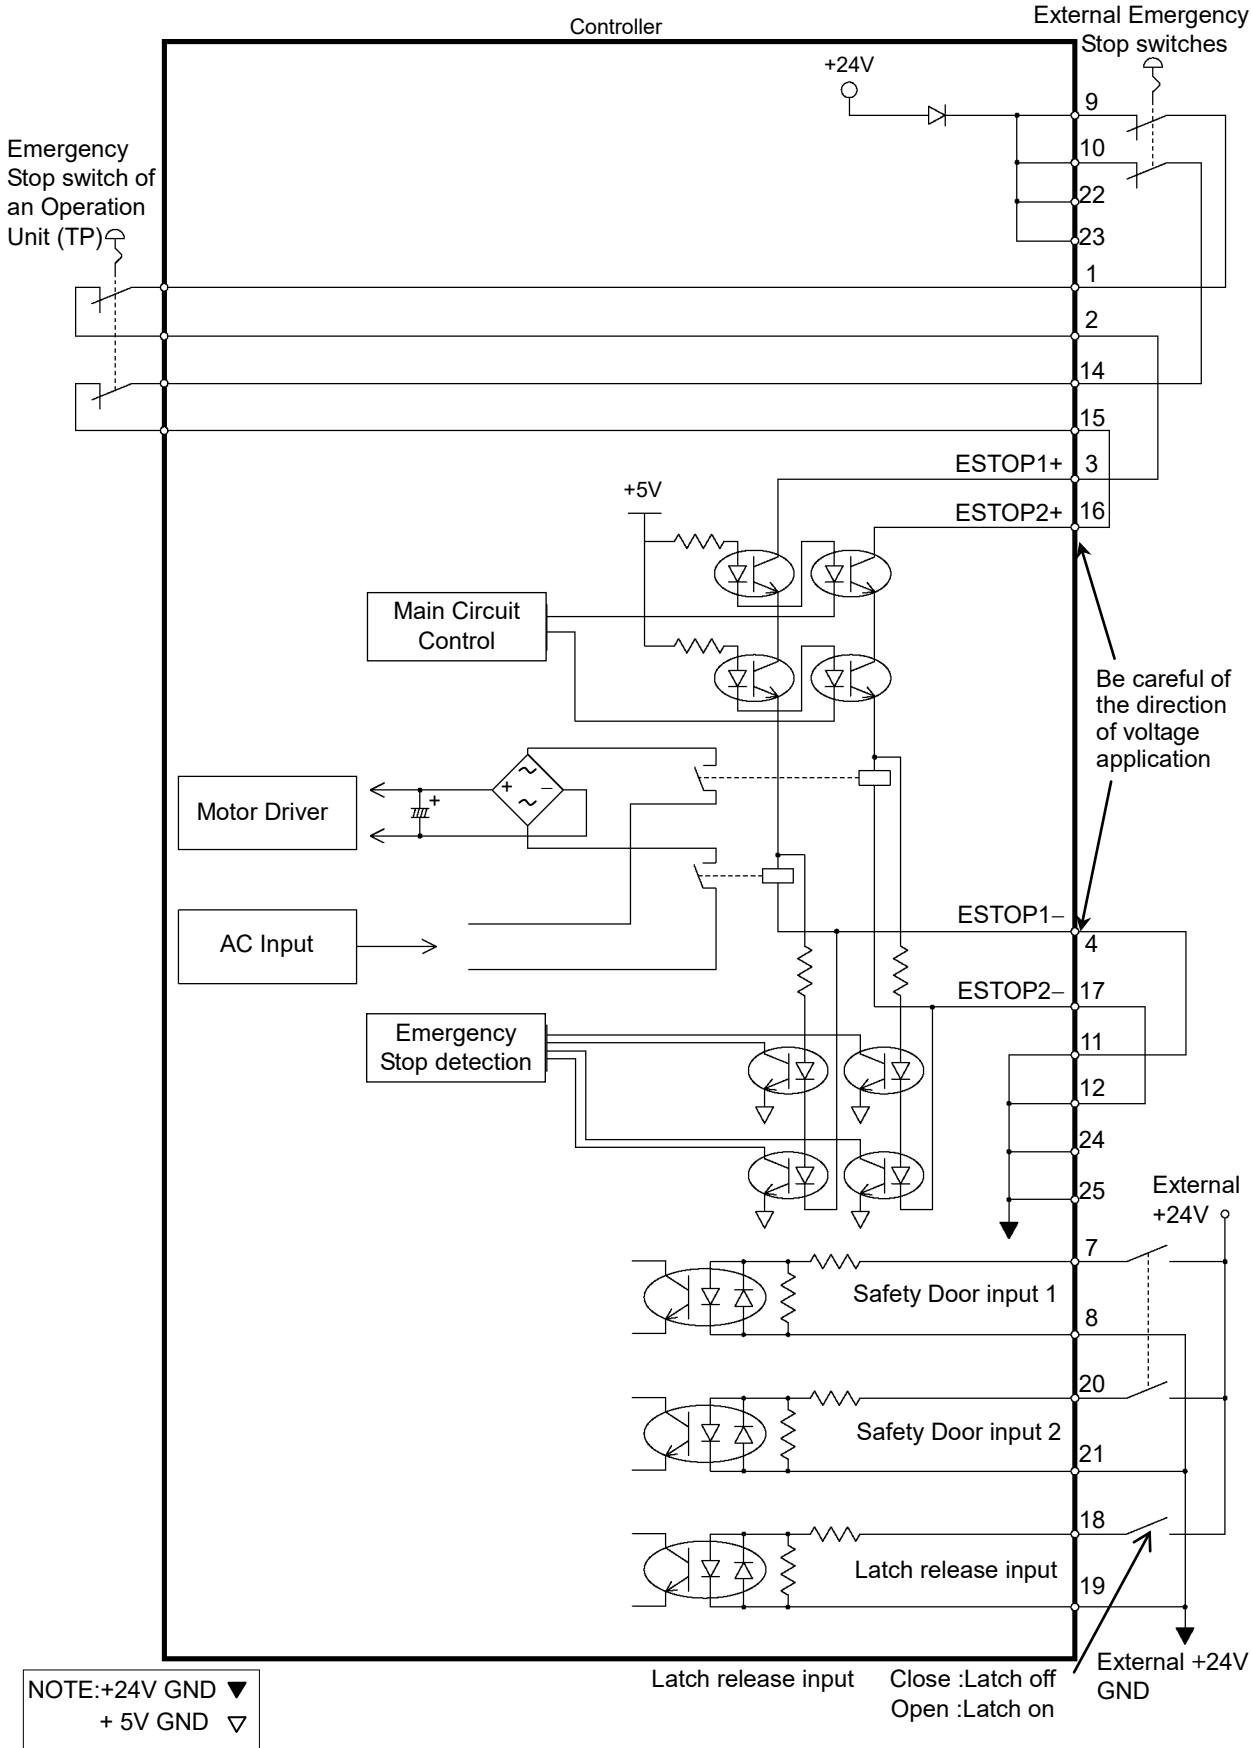 Controller
External Emergency
Stop switches
+24V
9
10
22
23
Emergency
Stop switch of
an Operation
Unit (TP)
1
2
14
15
ESTOP1+ 3
ESTOP2+ 16
+5V
Main Circuit
Control
Be careful of
the direction
of voltage
application
Motor Driver
+ −
+
AC Input
ESTOP1−
4
ESTOP2− 17
11
12
24
25
Emergency
Stop detection
External
+24V
7
Safety Door input 1
8
20
Safety Door input 2
21
18
Latch release input
19
External +24V
GND
Latch release input Close :Latch off
Open :Latch on
NOTE:+24V GND ▼
+ 5V GND ▽